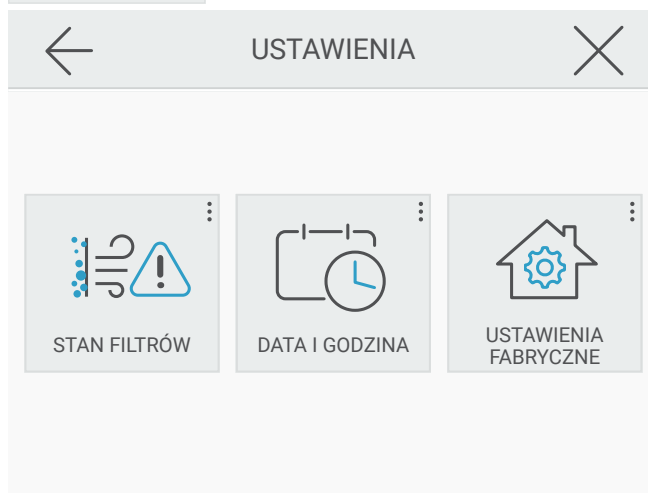 USTAWIENIA
STAN FILTRÓW
DATA I GODZINA
USTAWIENIA
FABRYCZNE